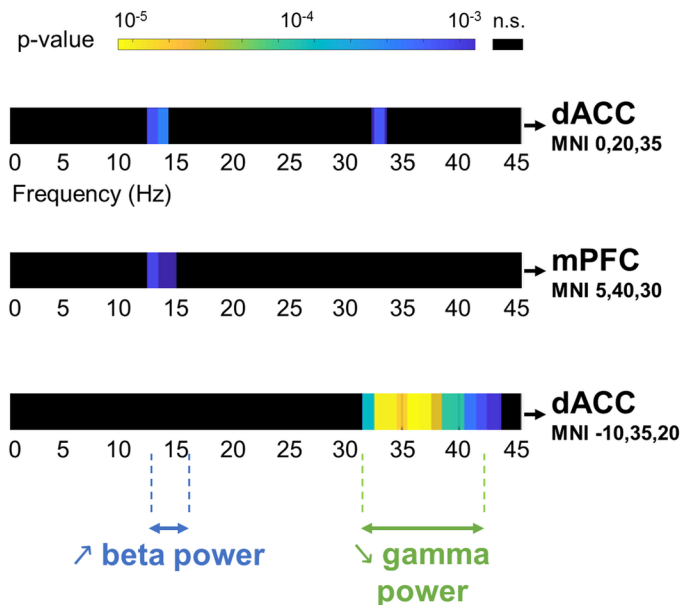 10-5 10-4 10-3 n.s.
p-value
dACC
MNI 0,20,35
0 5 10 15 20 25 30 35 40 45
Frequency (Hz)
mPFC
MNI 5,40,30
0 5 10 15 20 25 30 35 40 45
dACC
MNI -10,35,20
0 5 10 15 20 25 30 35 40 45
↗ beta power
↘ gamma
power